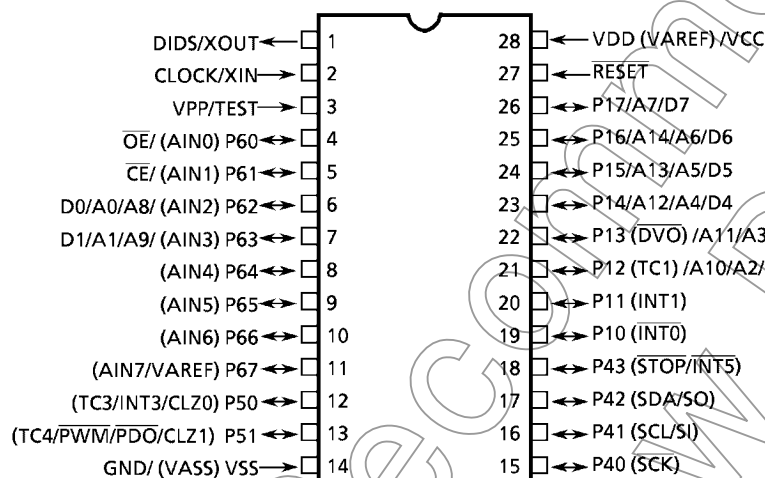 DIDS/XOUT 1 28 VDD (VAREF) /VCC
CLOCK/XIN 2 27 RESET
VPP/TEST 3 26 P17/A7/D7
OE/ (AIN0) P60 4 25 P16/A14/A6/D6
CE/ (AIN1) P61 5 24 P15/A13/A5/D5
D0/A0/A8/ (AIN2) P62 6 23 P14/A12/A4/D4
D1/A1/A9/ (AIN3) P63 7 22 P13 (DVO) /A11/A3
(AIN4) P64 8 21 P12 (TC1) /A10/A2/
(AIN5) P65 9 20 P11 (INT1)
(AIN6) P66 10 19 P10 (INT0)
(AIN7/VAREF) P67 11 18 P43 (STOP/INT5)
(TC3/INT3/CLZ0) P50 12 17 P42 (SDA/SO)
(TC4/PWM/PDO/CLZ1) P51 13 16 P41 (SCL/SI)
GND/ (VASS) VSS 14 15 P40 (SCK)